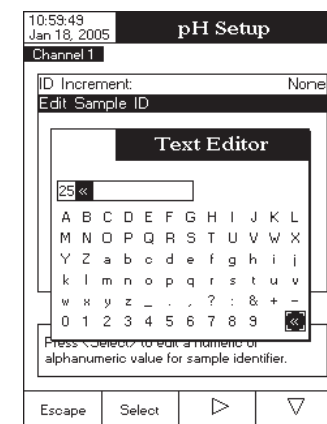 10:59:49
Jan 18, 2005
pH Setup
Channel 1
ID Increment: None
Edit Sample ID
Text Editor
25 «
A B C D E F G H I J K L
M N O P Q R S T U V W X
Y Z a b c d e f g h i j
k l m n o p q r s t u v
w x y z _ . , ? : & + -
0 1 2 3 4 5 6 7 8 9 «
Press <Select> to edit a numeric or
alphanumeric value for sample identifier.
Escape Select ▷ ▽